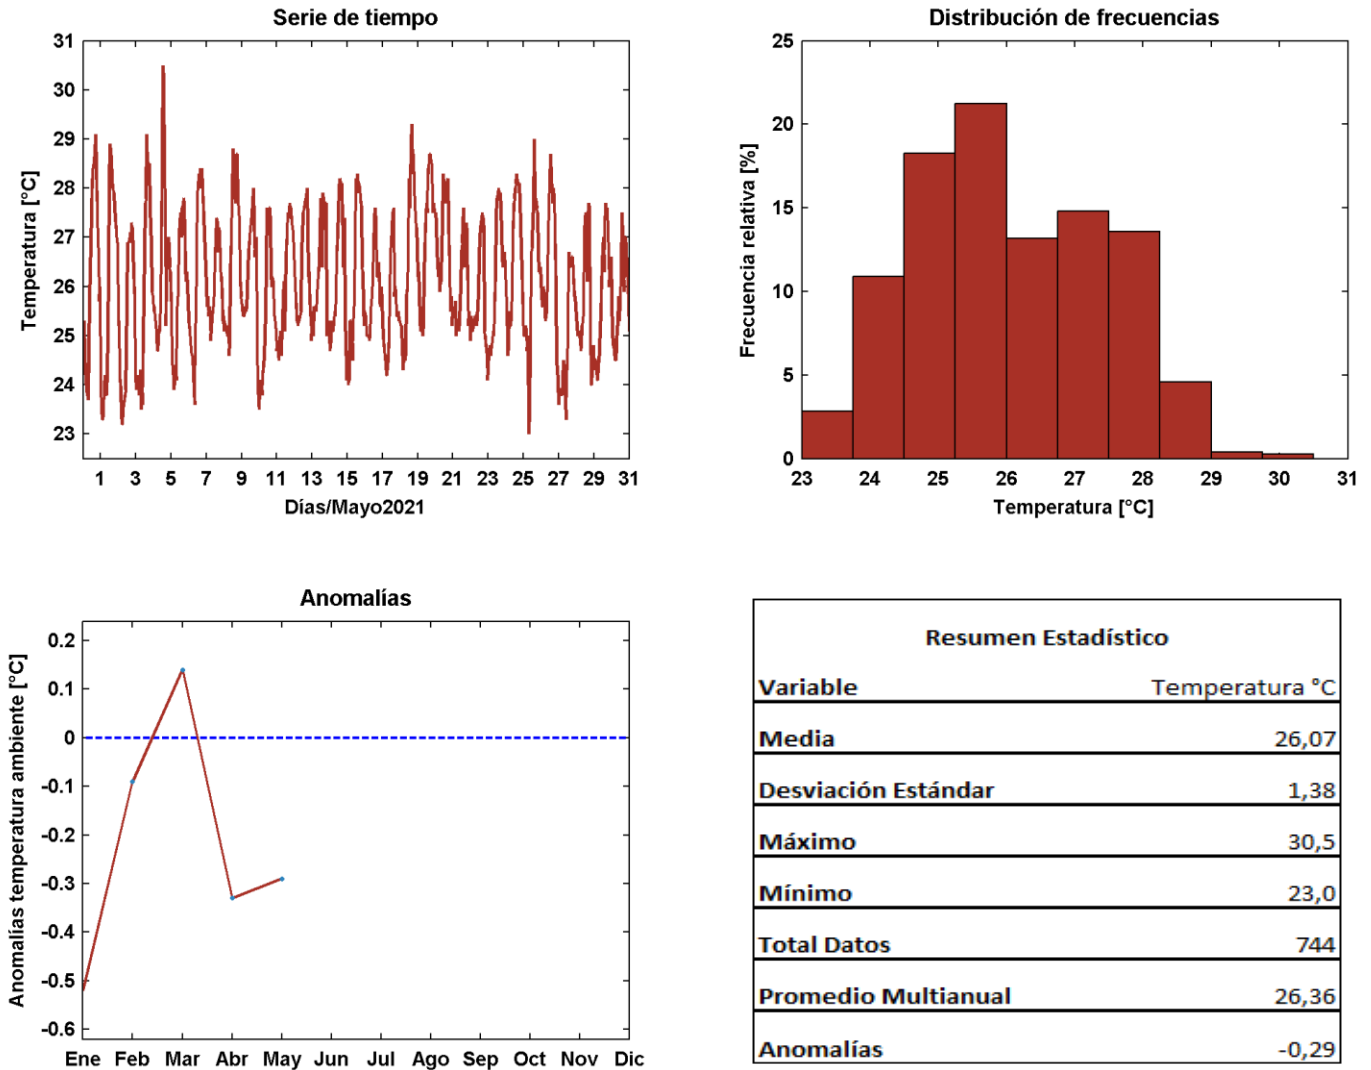 Serie de tiempo
31
30
29
28
27
26
25
24
23
Temperatura [°C]
1 3 5 7 9 11 13 15 17 19 21 23 25 27 29 31
Días/Mayo2021
Distribución de frecuencias
25
20
15
10
5
0
Frecuencia relativa [%]
23 24 25 26 27 28 29 30 31
Temperatura [°C]
Anomalías
0.2
0.1
0
-0.1
-0.2
-0.3
-0.4
-0.5
-0.6
Anomalías temperatura ambiente [°C]
Ene Feb Mar Abr May Jun Jul Ago Sep Oct Nov Dic
Resumen Estadístico
Variable Temperatura °C
Media 26,07
Desviación Estándar 1,38
Máximo 30,5
Mínimo 23,0
Total Datos 744
Promedio Multianual 26,36
Anomalías -0,29